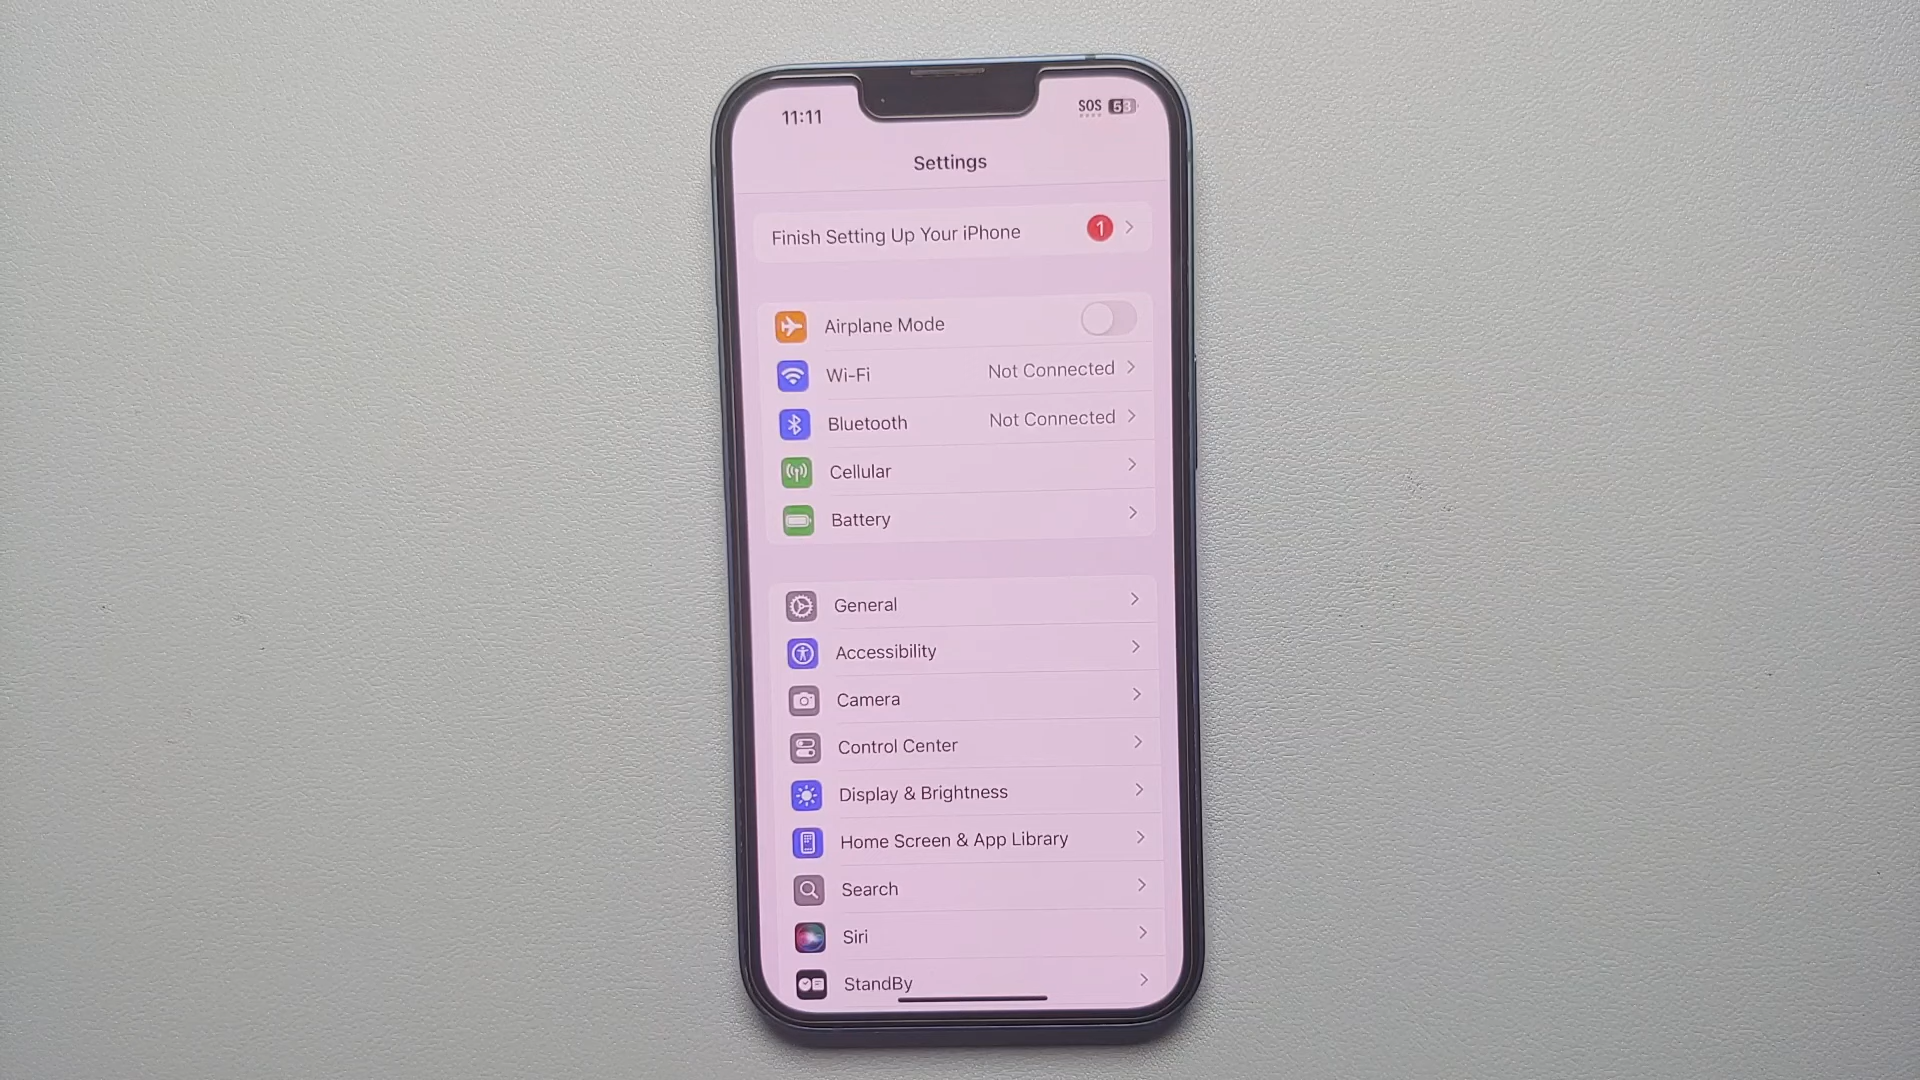 11:11
SOS 53
Settings
Finish Setting Up Your iPhone 1
Airplane Mode
Wi-Fi Not Connected
Bluetooth Not Connected
Cellular
Battery
General
Accessibility
Camera
Control Center
Display & Brightness
Home Screen & App Library
Search
Siri
StandBy